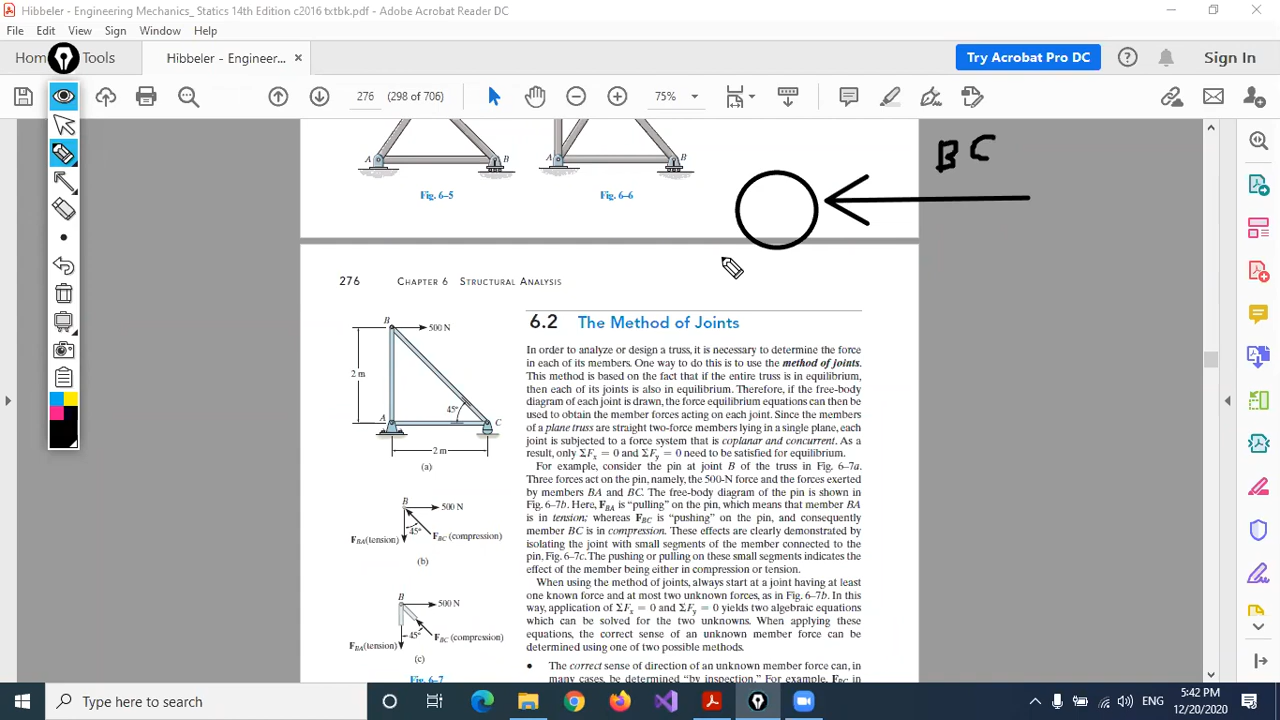 Hibbeler - Engineering Mechanics_ Statics 14th Edition c2016 txtbk.pdf - Adobe Acrobat Reader DC
File Edit View Sign Window Help
Hom Tools Hibbeler - Engineer... Try Acrobat Pro DC Sign In
276 (298 of 706) 75%
A B A B
B C
Fig. 6–5 Fig. 6–6
276 CHAPTER 6 STRUCTURAL ANALYSIS
B
500 N
2 m
A
45°
C
2 m
(a)
B
500 N
45°
F_BA(tension)
F_BC (compression)
(b)
B
500 N
45°
F_BA(tension)
F_BC (compression)
(c)
Fig. 6–7
6.2 The Method of Joints
In order to analyze or design a truss, it is necessary to determine the force
in each of its members. One way to do this is to use the method of joints.
This method is based on the fact that if the entire truss is in equilibrium,
then each of its joints is also in equilibrium. Therefore, if the free-body
diagram of each joint is drawn, the force equilibrium equations can then be
used to obtain the member forces acting on each joint. Since the members
of a plane truss are straight two-force members lying in a single plane, each
joint is subjected to a force system that is coplanar and concurrent. As a
result, only ΣFx = 0 and ΣFy = 0 need to be satisfied for equilibrium.
For example, consider the pin at joint B of the truss in Fig. 6–7a.
Three forces act on the pin, namely, the 500-N force and the forces exerted
by members BA and BC. The free-body diagram of the pin is shown in
Fig. 6–7b. Here, F_BA is “pulling” on the pin, which means that member BA
is in tension; whereas F_BC is “pushing” on the pin, and consequently
member BC is in compression. These effects are clearly demonstrated by
isolating the joint with small segments of the member connected to the
pin, Fig. 6–7c. The pushing or pulling on these small segments indicates the
effect of the member being either in compression or tension.
When using the method of joints, always start at a joint having at least
one known force and at most two unknown forces, as in Fig. 6–7b. In this
way, application of ΣFx = 0 and ΣFy = 0 yields two algebraic equations
which can be solved for the two unknowns. When applying these
equations, the correct sense of an unknown member force can be
determined using one of two possible methods.
• The correct sense of direction of an unknown member force can, in
many cases, be determined “by inspection.” For example, F_BC in
Type here to search
ENG
5:42 PM
12/20/2020